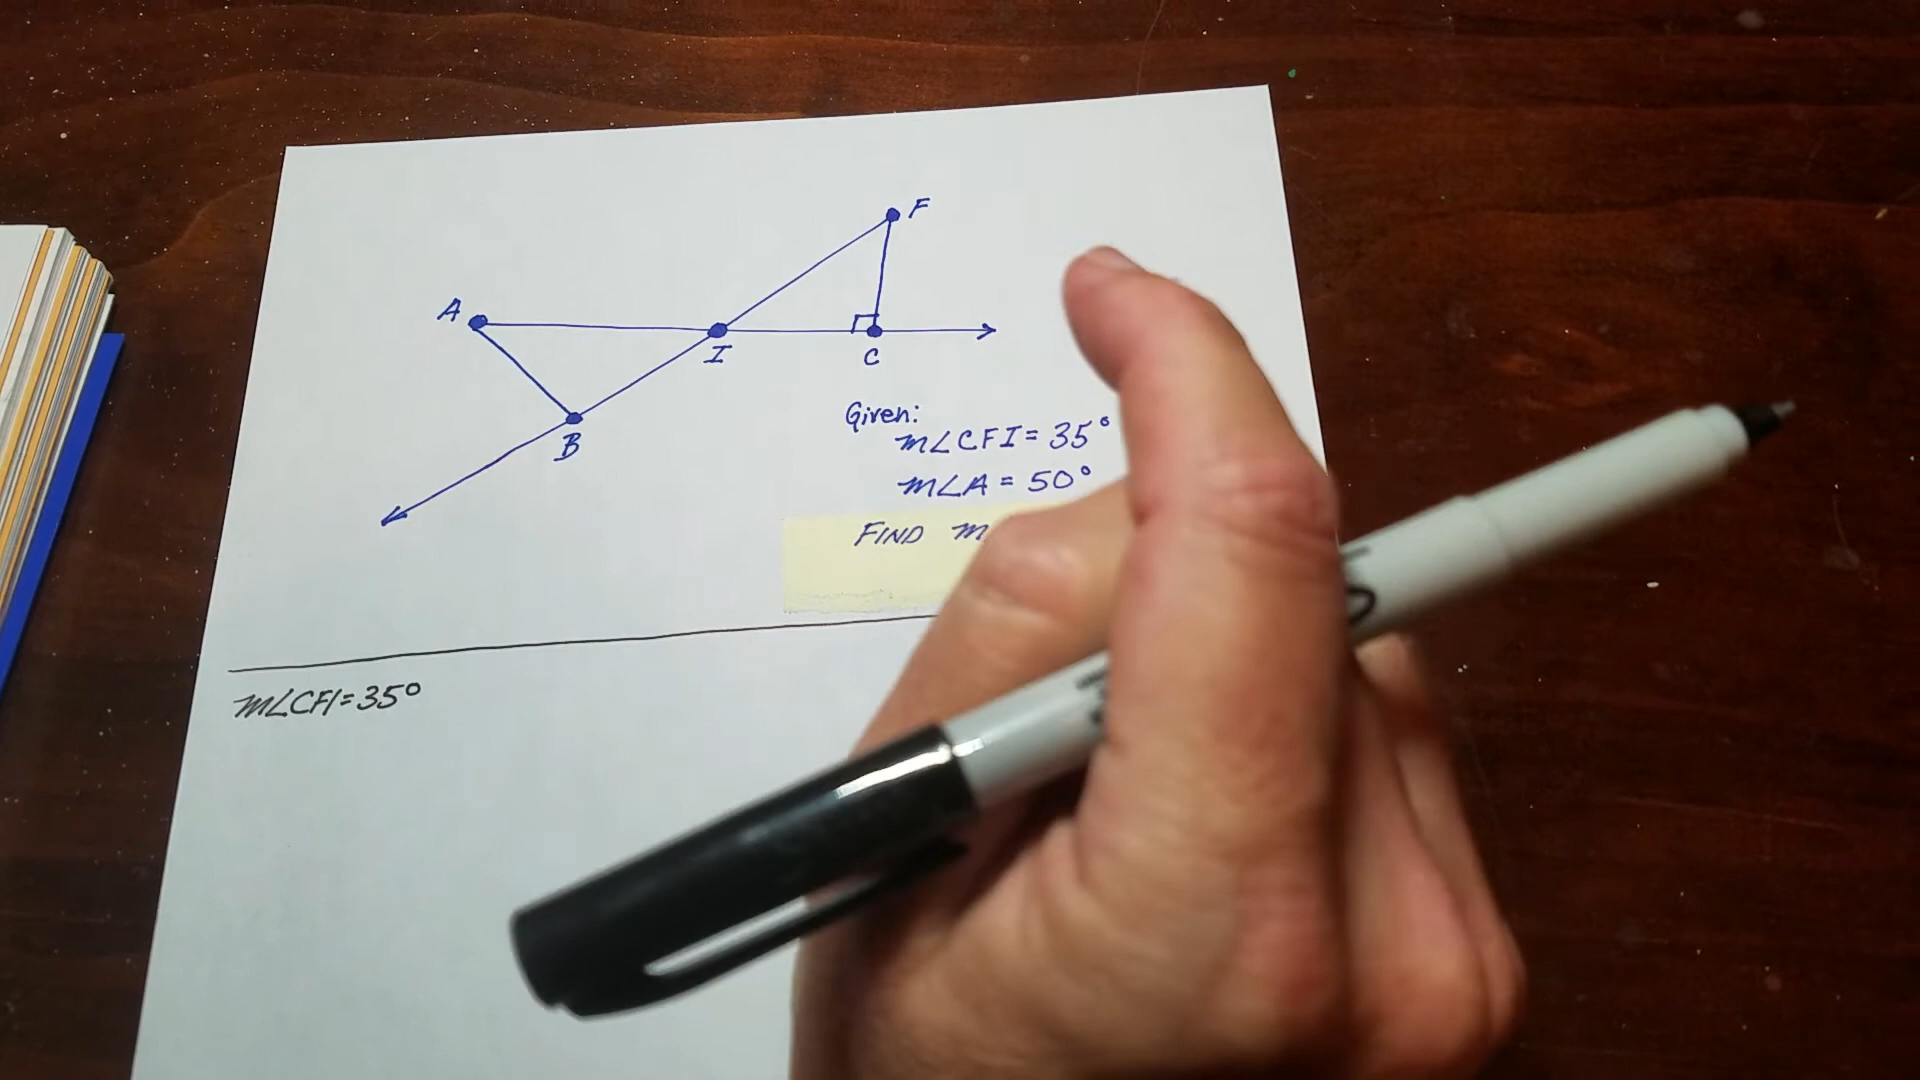 F
A
I
C
B
Given:
m∠CFI = 35°
m∠A = 50°
FIND m
m∠CFI=35°